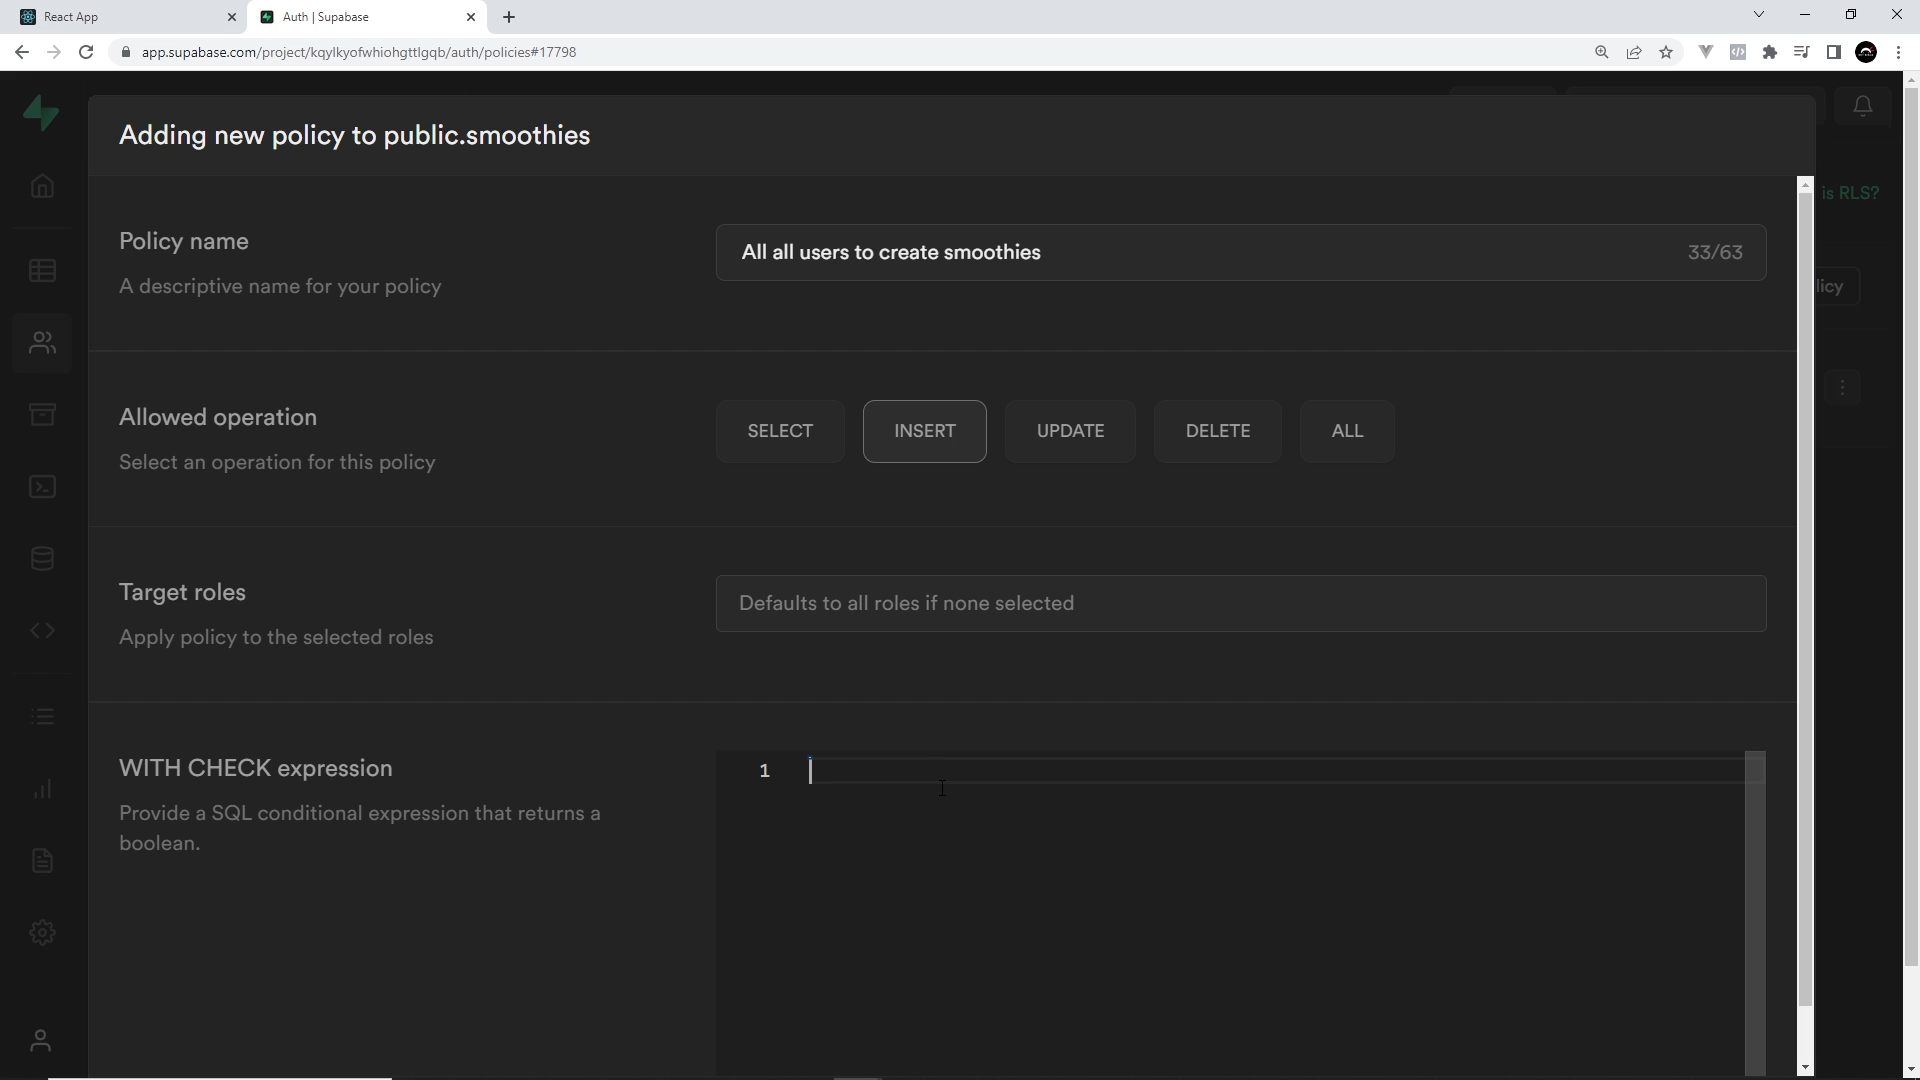 React App
Auth | Supabase
app.supabase.com/project/kqylkyofwhiohgttlgqb/auth/policies#17798
Adding new policy to public.smoothies
is RLS?
Policy name
All all users to create smoothies
33/63
A descriptive name for your policy
licy
Allowed operation
SELECT
INSERT
UPDATE
DELETE
ALL
Select an operation for this policy
Target roles
Defaults to all roles if none selected
Apply policy to the selected roles
WITH CHECK expression
1
Provide a SQL conditional expression that returns a
boolean.